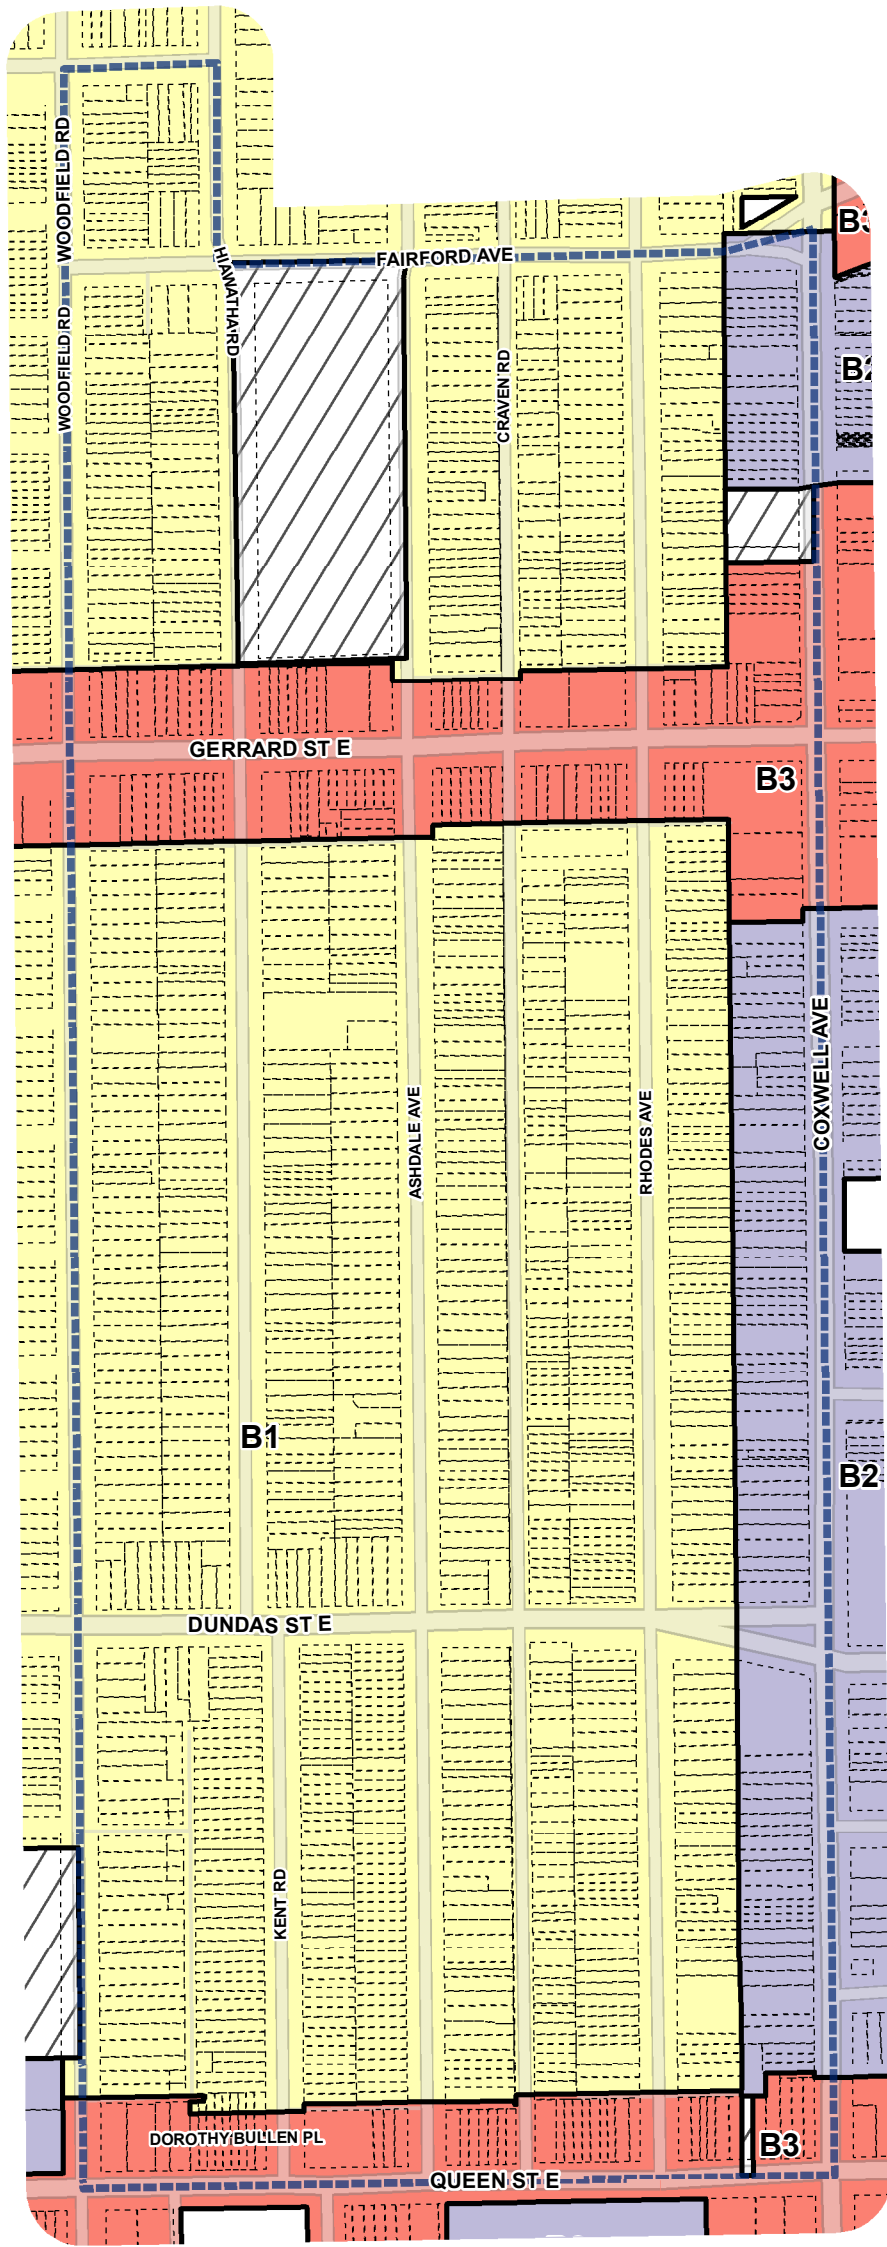 WOODFIELD RD
B3
HIAWATHA RD
FAIRFORD AVE
WOODFIELD RD
CRAVEN RD
B2
GERRARD ST E
B3
COXWELL AVE
ASHDALE AVE
RHODES AVE
B1
B2
DUNDAS ST E
KENT RD
DOROTHY BULLEN PL
B3
QUEEN ST E